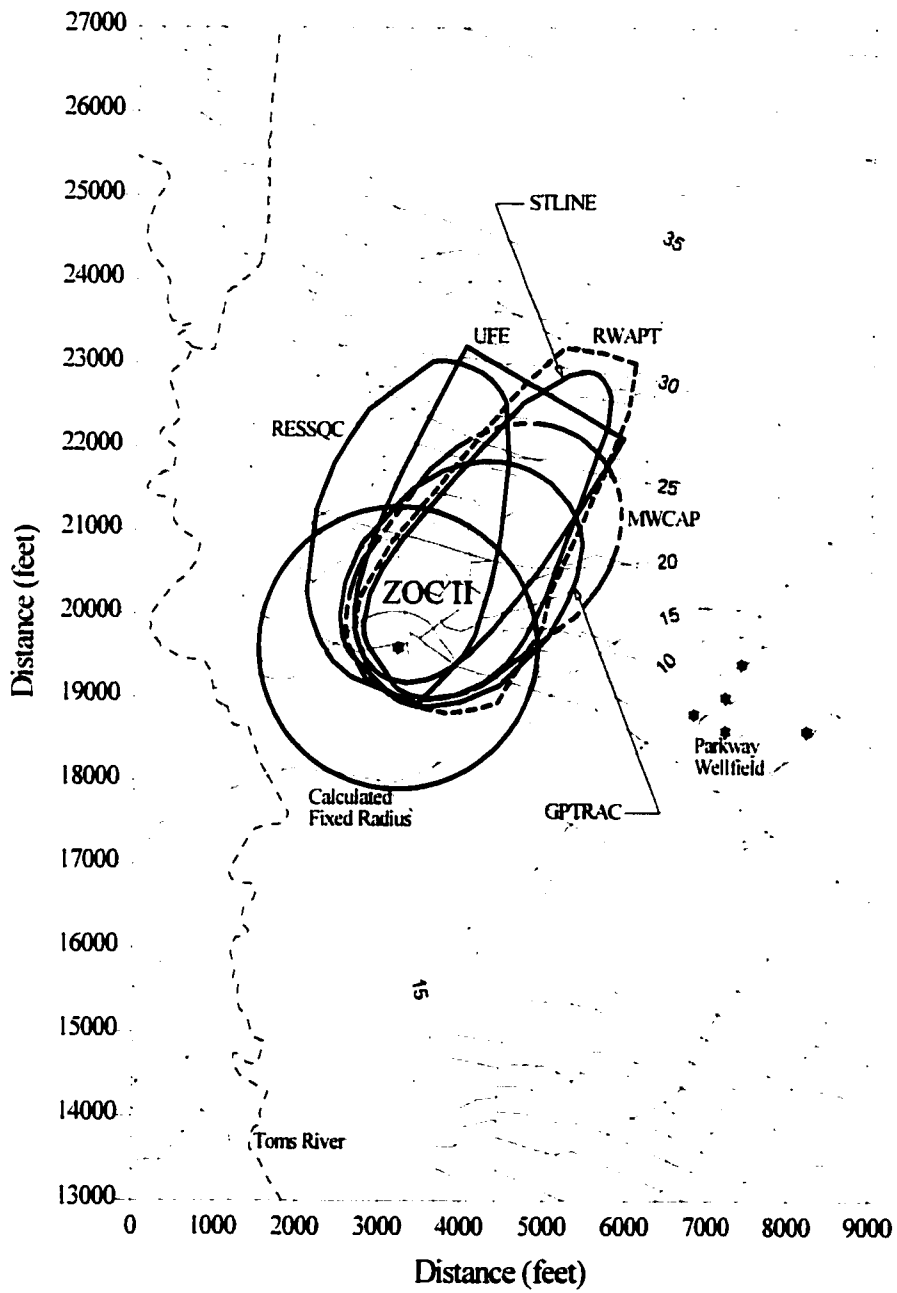 27000
26000
25000
24000
23000
22000
21000
20000
19000
18000
17000
16000
15000
14000
13000
Distance (feet)
STLINE
35
UFE
RWAPT
30
RESSQC
25
MWCAP
20
ZOC II
15
10
Parkway
Wellfield
Calculated
Fixed Radius
GPTRAC
15
Toms River
0 1000 2000 3000 4000 5000 6000 7000 8000 9000
Distance (feet)